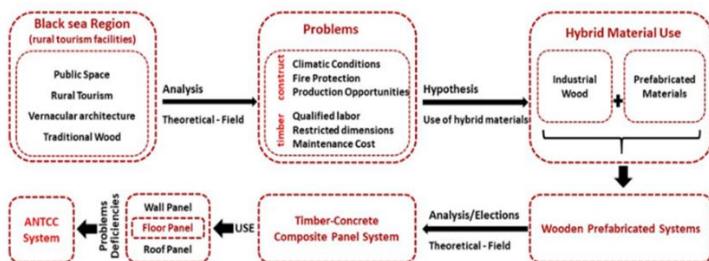 Black sea Region
(rural tourism facilities)
Public Space
Rural Tourism
Vernacular architecture
Traditional Wood
Analysis
Theoretical - Field
Problems
construct
Climatic Conditions
Fire Protection
Production Opportunities
timber
Qualified labor
Restricted dimensions
Maintenance Cost
Hypothesis
Use of hybrid materials
Hybrid Material Use
Industrial
Wood
+
Prefabricated
Materials
Wooden Prefabricated Systems
Analysis/Elections
Theoretical - Field
Timber-Concrete
Composite Panel System
USE
Wall Panel
Floor Panel
Roof Panel
Problems
Deficiencies
ANTCC
System